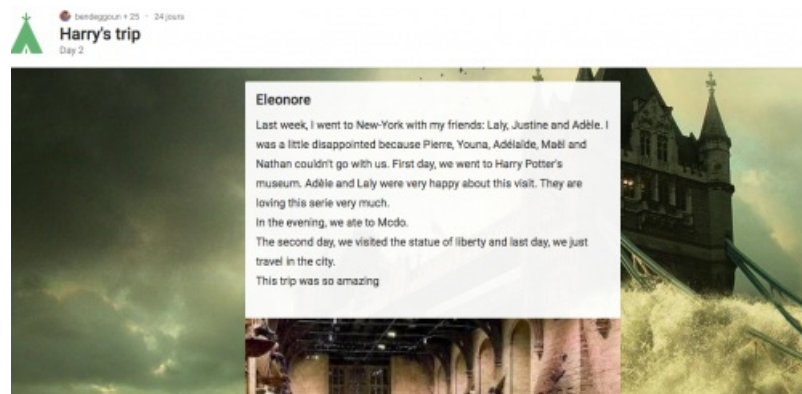 bendeggoun + 25 · 24 jours
Harry's trip
Day 2
Eleonore
Last week, I went to New-York with my friends: Laly, Justine and Adèle. I
was a little disappointed because Pierre, Youna, Adélaïde, Maël and
Nathan couldn't go with us. First day, we went to Harry Potter's
museum. Adèle and Laly were very happy about this visit. They are
loving this serie very much.
In the evening, we ate to Mcdo.
The second day, we visited the statue of liberty and last day, we just
travel in the city.
This trip was so amazing